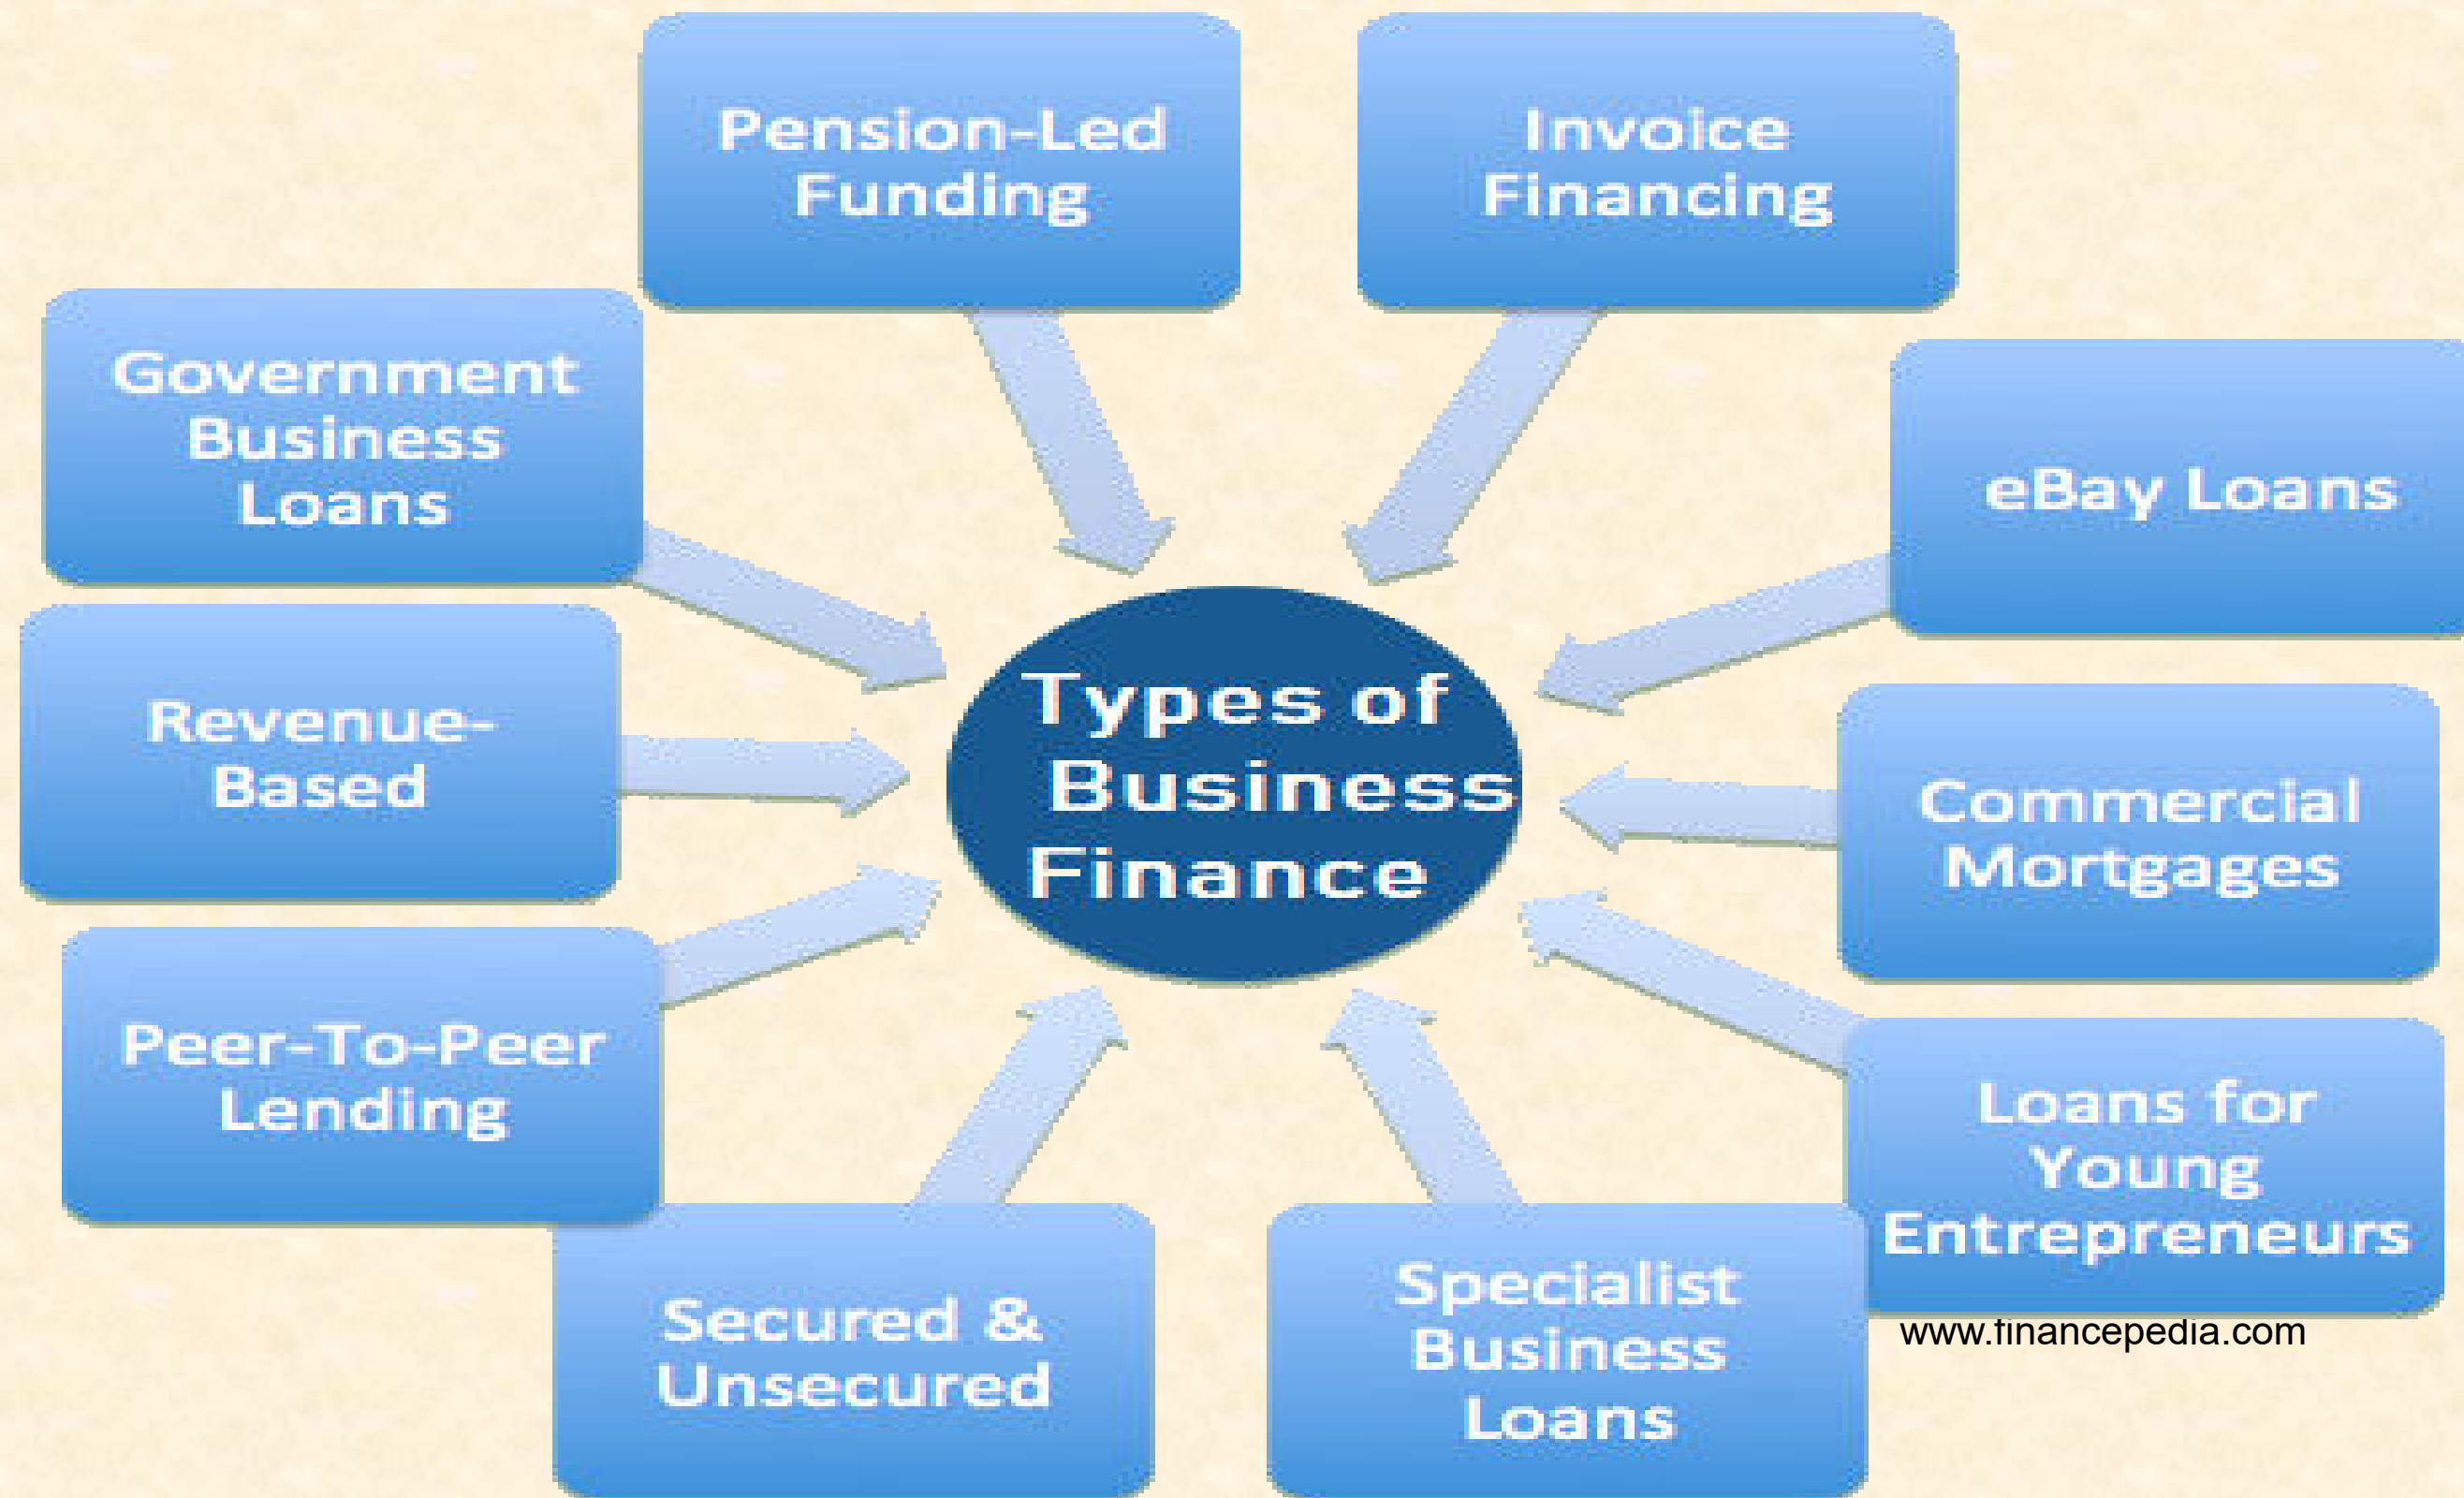 Pension-Led
Funding
Invoice
Financing
Government
Business
Loans
eBay Loans
Revenue-
Based
Types of
Business
Finance
Commercial
Mortgages
Peer-To-Peer
Lending
Loans for
Young
Entrepreneurs
Secured &
Unsecured
Specialist
Business
Loans
www.financepedia.com